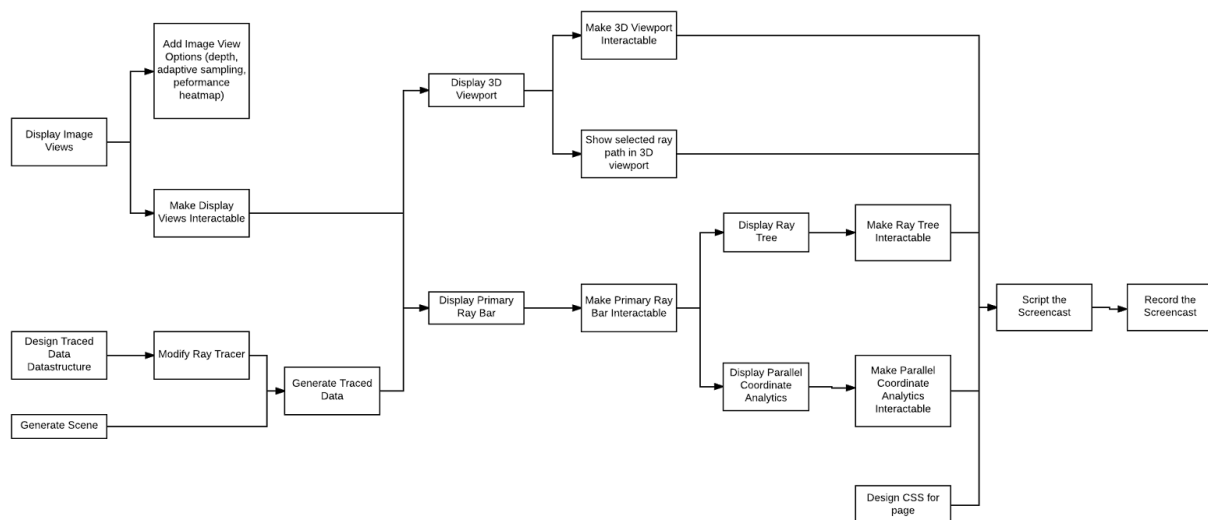 Add Image View
Options (depth,
adaptive sampling,
peformance
heatmap)
Display Image
Views
Make Display
Views Interactable
Design Traced
Data
Datastructure
Modify Ray Tracer
Generate Scene
Generate Traced
Data
Display 3D
Viewport
Make 3D Viewport
Interactable
Show selected ray
path in 3D
viewport
Display Primary
Ray Bar
Make Primary Ray
Bar Interactable
Display Ray
Tree
Make Ray Tree
Interactable
Display Parallel
Coordinate
Analytics
Make Parallel
Coordinate
Analytics
Interactable
Design CSS for
page
Script the
Screencast
Record the
Screencast